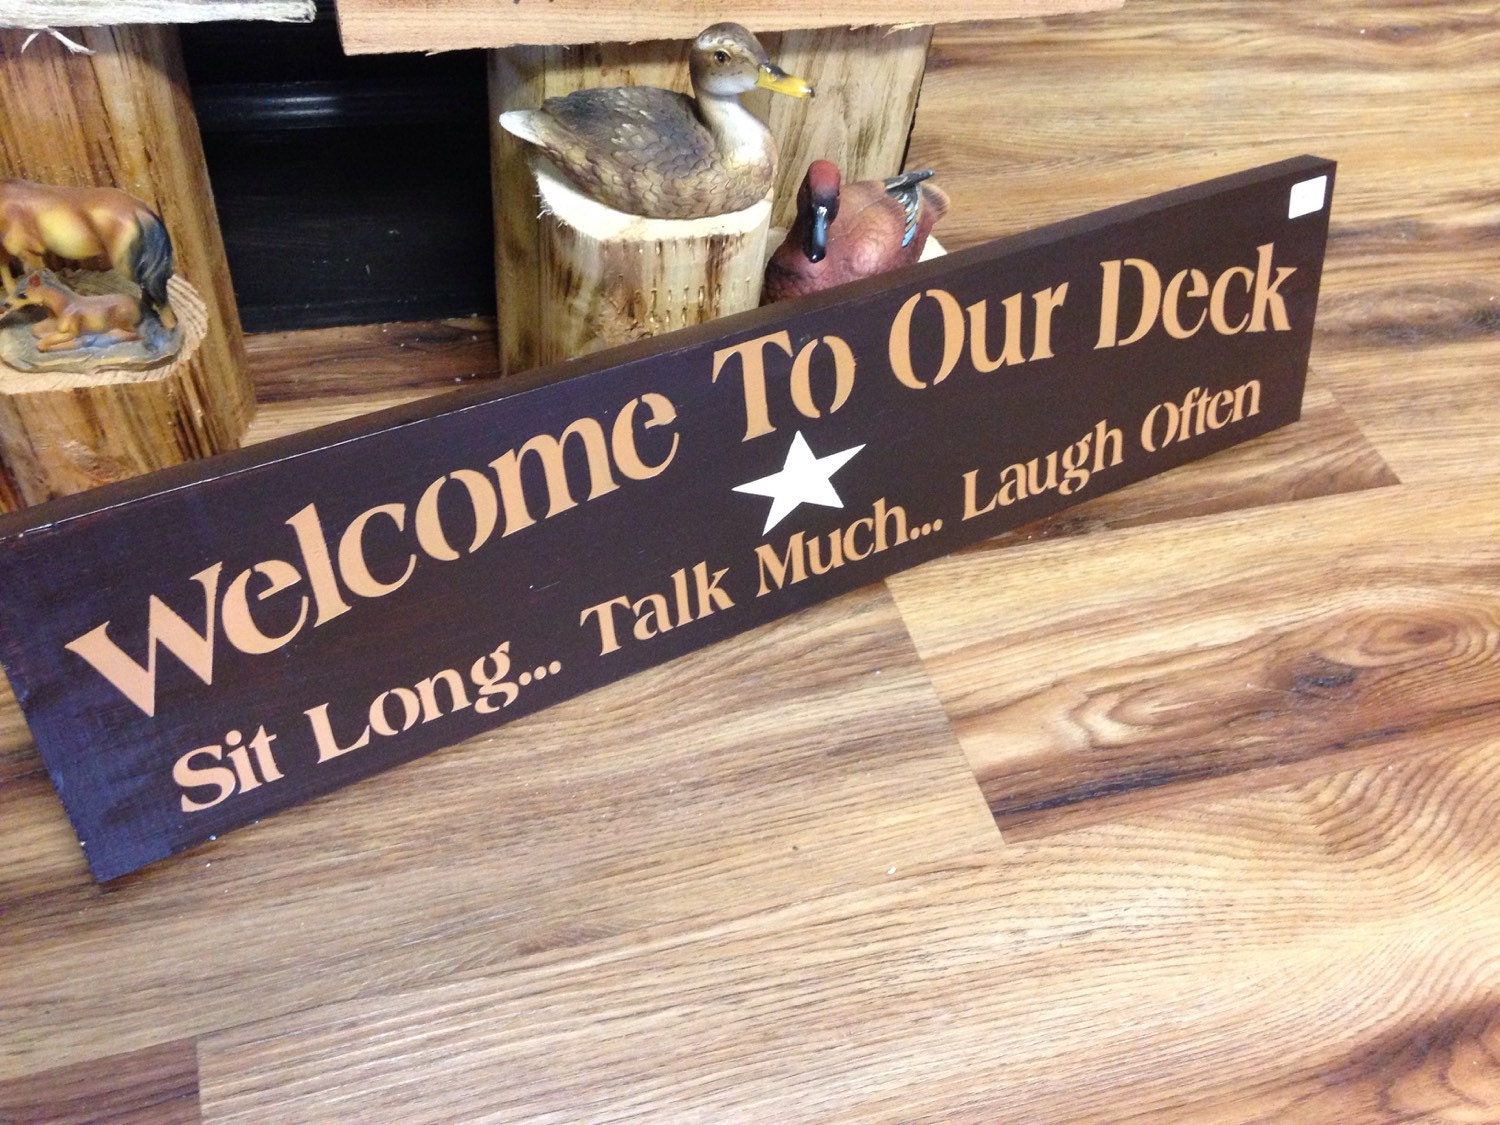 Welcome To Our Deck
Sit Long... Talk Much... Laugh Often